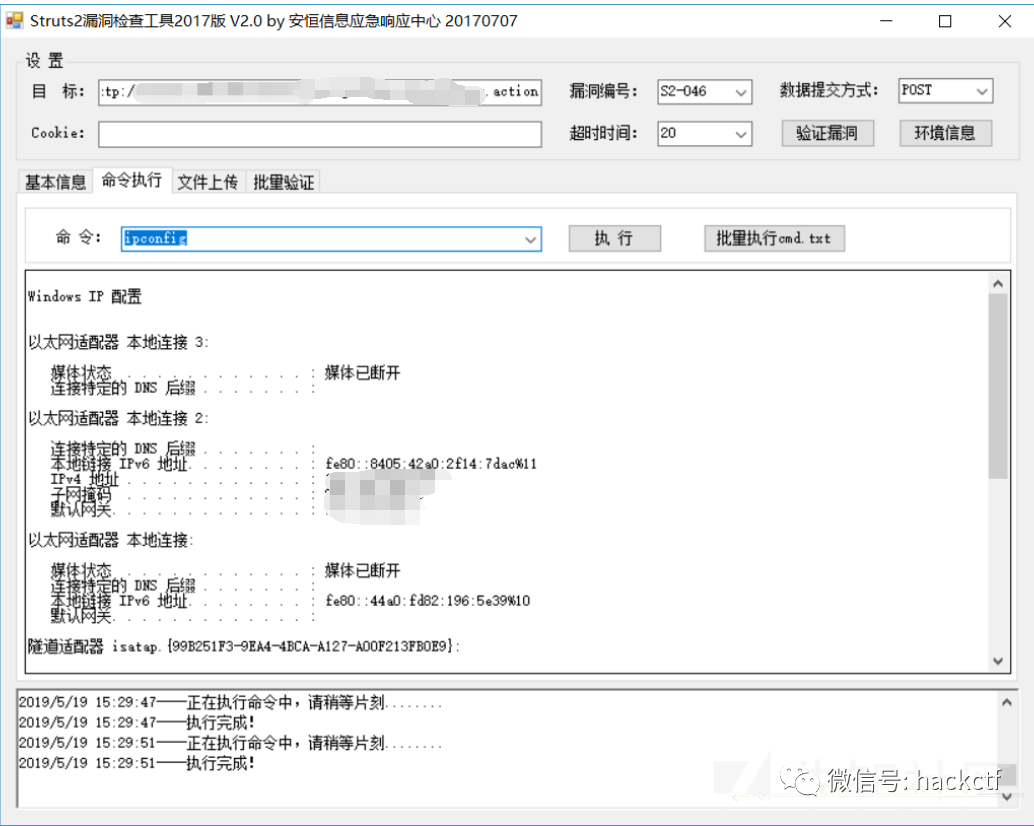 Struts2漏洞检查工具2017版 V2.0 by 安恒信息应急响应中心 20170707
设 置
目 标: :tp:/ .action 漏洞编号: S2-046 数据提交方式: POST
Cookie: 超时时间: 20 验证漏洞 环境信息
基本信息 命令执行 文件上传 批量验证
命 令: ipconfig 执 行 批量执行cmd.txt
Windows IP 配置
以太网适配器 本地连接 3:
媒体状态 . . . . . . . . . . . . : 媒体已断开
连接特定的 DNS 后缀 . . . . . . . :
以太网适配器 本地连接 2:
连接特定的 DNS 后缀 . . . . . . . :
本地链接 IPv6 地址. . . . . . . . : fe80::8405:42a0:2f14:7dac%11
IPv4 地址 . . . . . . . . . . . . :
子网掩码 . . . . . . . . . . . . :
默认网关. . . . . . . . . . . . . :
以太网适配器 本地连接:
媒体状态 . . . . . . . . . . . . : 媒体已断开
连接特定的 DNS 后缀 . . . . . . . :
本地链接 IPv6 地址. . . . . . . . : fe80::44a0:fd82:196:5e39%10
默认网关. . . . . . . . . . . . . :
隧道适配器 isatap.{99B251F3-9EA4-4BCA-A127-A00F213FB0E9}:
2019/5/19 15:29:47——正在执行命令中，请稍等片刻........
2019/5/19 15:29:47——执行完成!
2019/5/19 15:29:51——正在执行命令中，请稍等片刻........
2019/5/19 15:29:51——执行完成!
微信号: hackctf